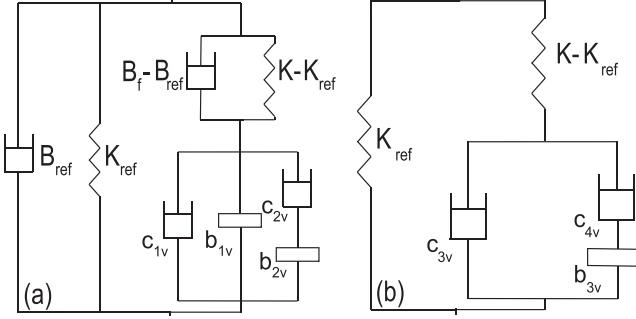 B_f-B_ref
K-K_ref
B_ref
K_ref
c_1v
b_1v
c_2v
b_2v
(a)
K-K_ref
K_ref
c_3v
c_4v
b_3v
(b)